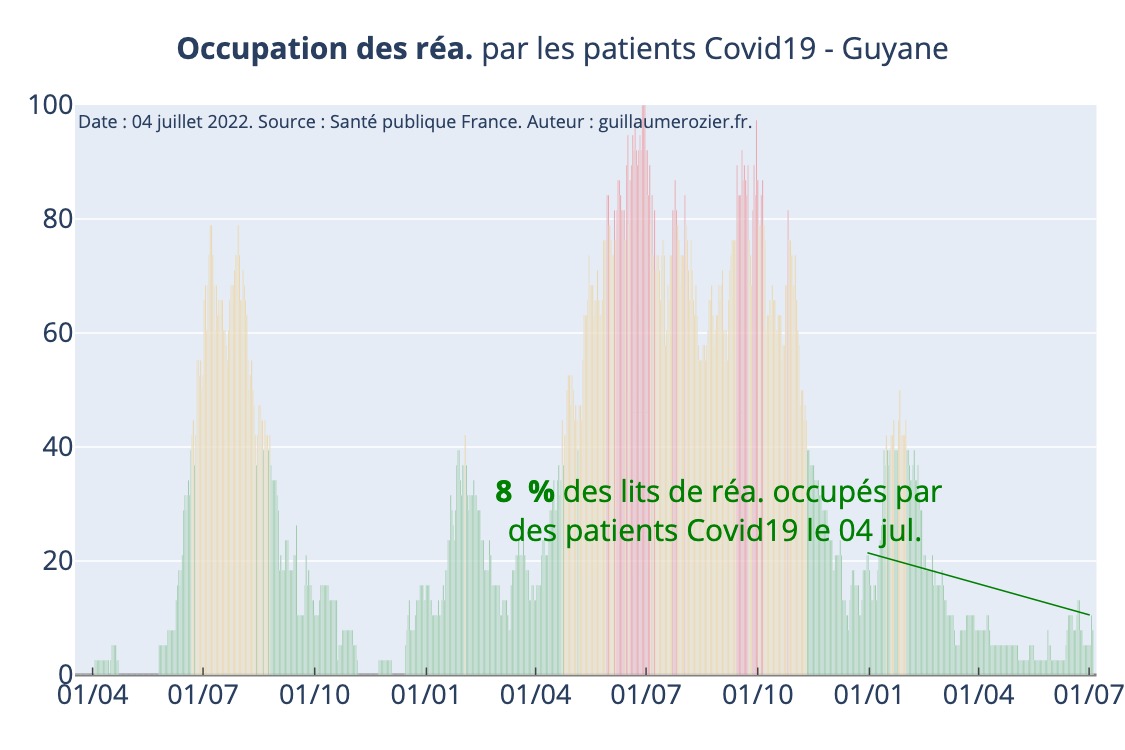 Occupation des réa. par les patients Covid19 - Guyane
100
Date : 04 juillet 2022. Source : Santé publique France. Auteur : guillaumerozier.fr.
80
60
40
8 % des lits de réa. occupés par
des patients Covid19 le 04 jul.
20
0
01/04 01/07 01/10 01/01 01/04 01/07 01/10 01/01 01/04 01/07